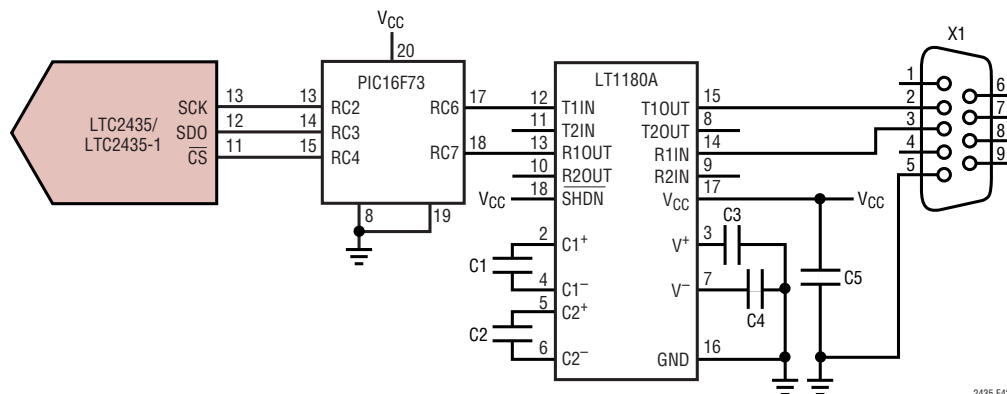 VCC
20
X1
PIC16F73
LT1180A
LTC2435/
LTC2435-1
SCK 13 13 RC2 RC6 17 12 T1IN T1OUT 15
SDO 12 14 RC3 11 T2IN T2OUT 8
CS 11 15 RC4 RC7 18 13 R1OUT R1IN 14
10 R2OUT R2IN 9
VCC 18 SHDN VCC 17 VCC
8 19
C1 2 C1+ V+ 3 C3
4 C1− V− 7 C4 C5
C2 5 C2+
6 C2− GND 16
1
2
3
4
5
6
7
8
9